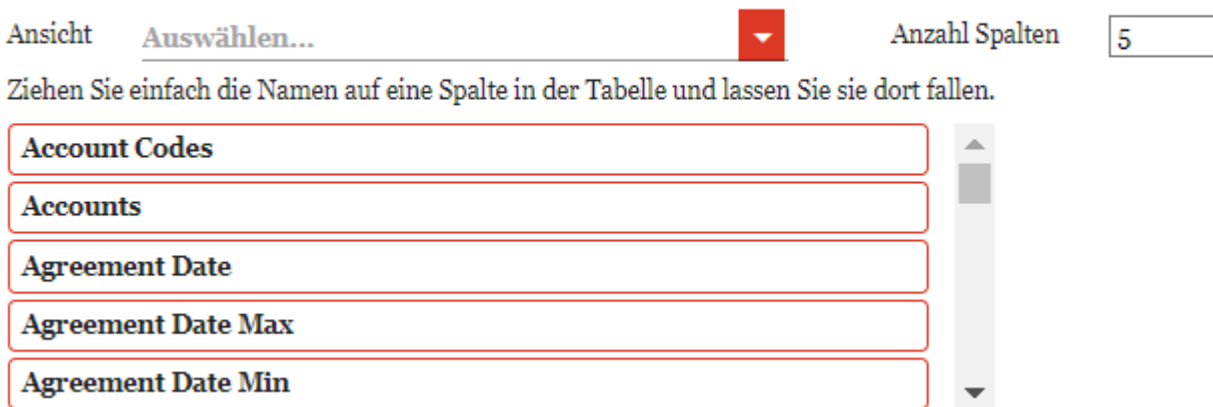 Ansicht Auswählen... Anzahl Spalten 5
Ziehen Sie einfach die Namen auf eine Spalte in der Tabelle und lassen Sie sie dort fallen.
Account Codes
Accounts
Agreement Date
Agreement Date Max
Agreement Date Min